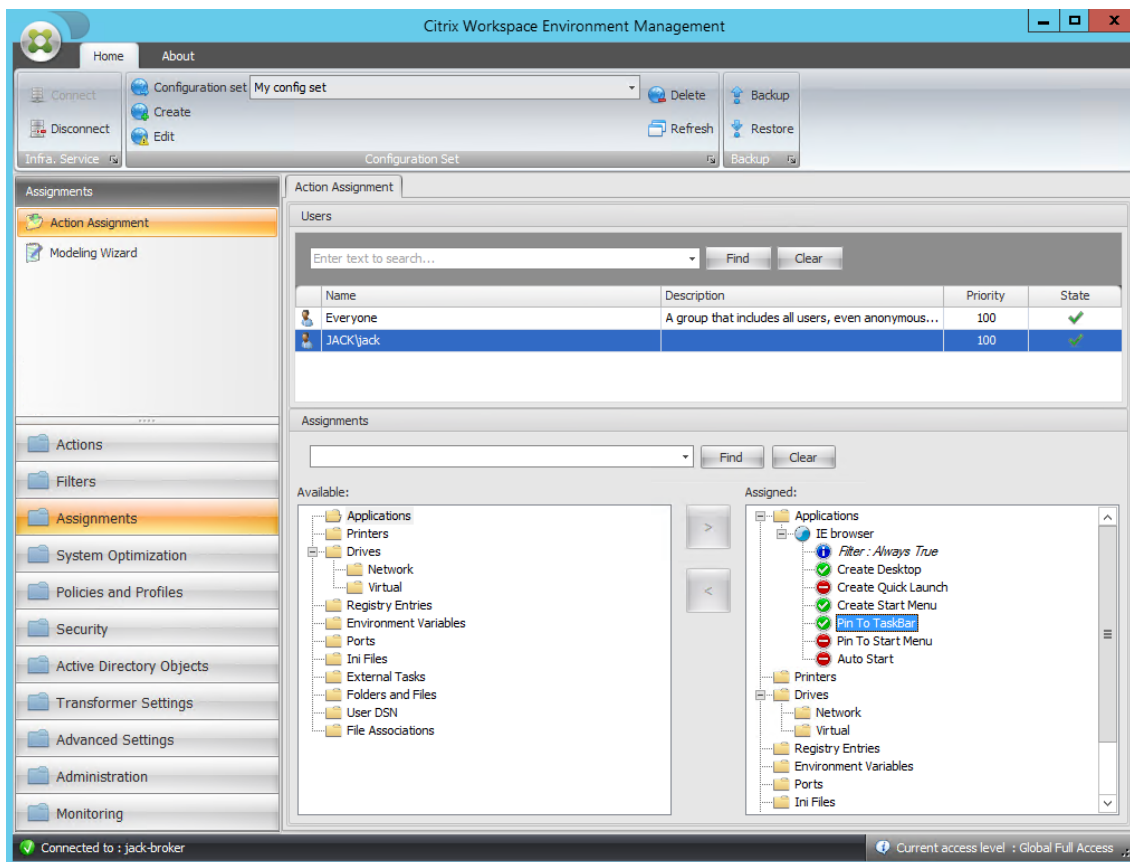 Citrix Workspace Environment Management
Home About
Connect
Disconnect
Infra. Service
Configuration set My config set
Create
Edit
Delete
Refresh
Configuration Set
Backup
Restore
Backup
Assignments
Action Assignment
Modeling Wizard
Actions
Filters
Assignments
System Optimization
Policies and Profiles
Security
Active Directory Objects
Transformer Settings
Advanced Settings
Administration
Monitoring
Action Assignment
Users
Enter text to search... Find Clear
Name Description Priority State
Everyone A group that includes all users, even anonymous... 100
JACK\jack 100
Assignments
Find Clear
Available:
Applications
Printers
Drives
Network
Virtual
Registry Entries
Environment Variables
Ports
Ini Files
External Tasks
Folders and Files
User DSN
File Associations
>
<
Assigned:
Applications
IE browser
Filter : Always True
Create Desktop
Create Quick Launch
Create Start Menu
Pin To TaskBar
Pin To Start Menu
Auto Start
Printers
Drives
Network
Virtual
Registry Entries
Environment Variables
Ports
Ini Files
Connected to : jack-broker
Current access level : Global Full Access